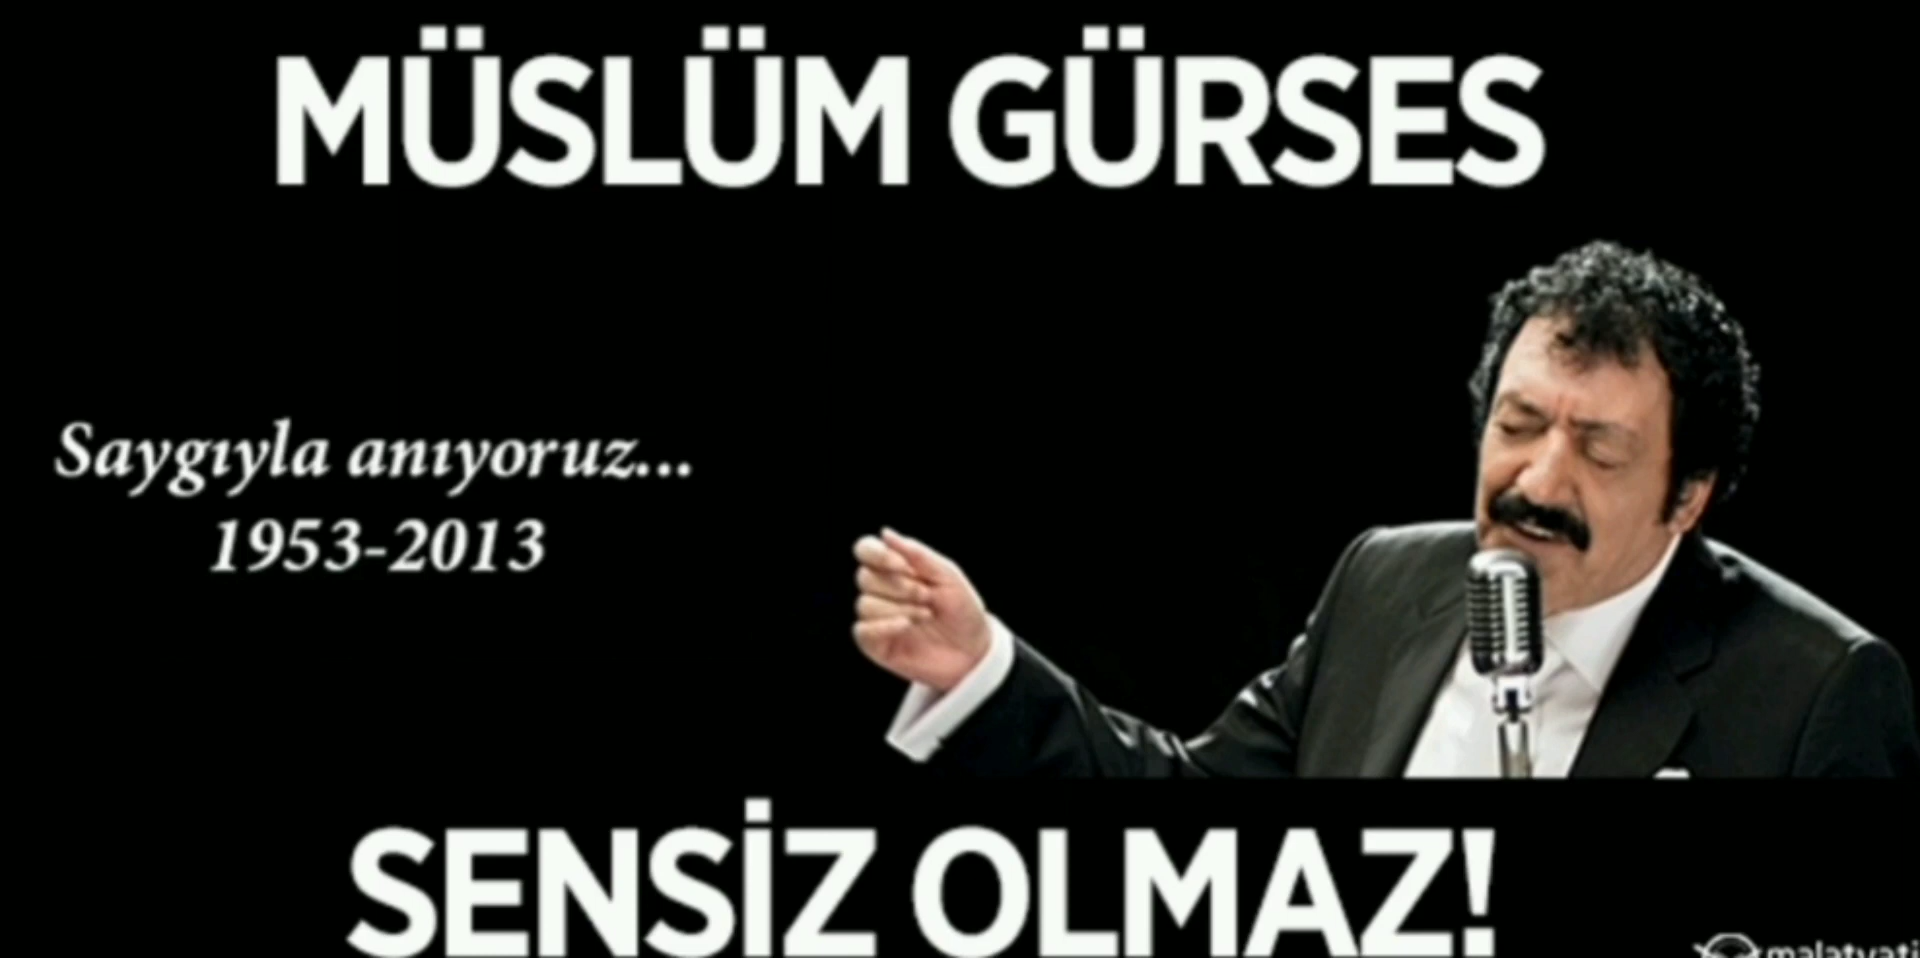 MÜSLÜM GÜRSES
Saygıyla anıyoruz...
1953-2013
SENSİZ OLMAZ!